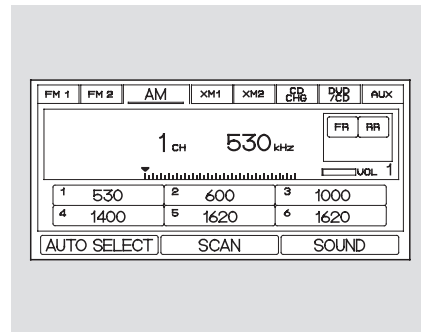 FM 1 FM 2 AM XM1 XM2 CD CHG DVD /CD AUX
FR RR
1 CH 530 kHz
VOL 1
1 530 2 600 3 1000
4 1400 5 1620 6 1620
AUTO SELECT SCAN SOUND